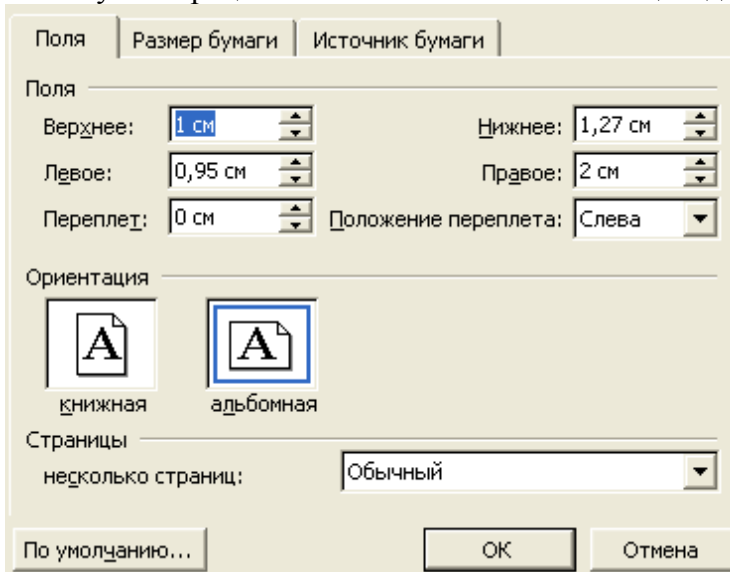 Поля Размер бумаги Источник бумаги
Поля
Верхнее: 1 см Нижнее: 1,27 см
Левое: 0,95 см Правое: 2 см
Переплет: 0 см Положение переплета: Слева
Ориентация
A A
книжная альбомная
Страницы
несколько страниц: Обычный
По умолчанию... ОК Отмена